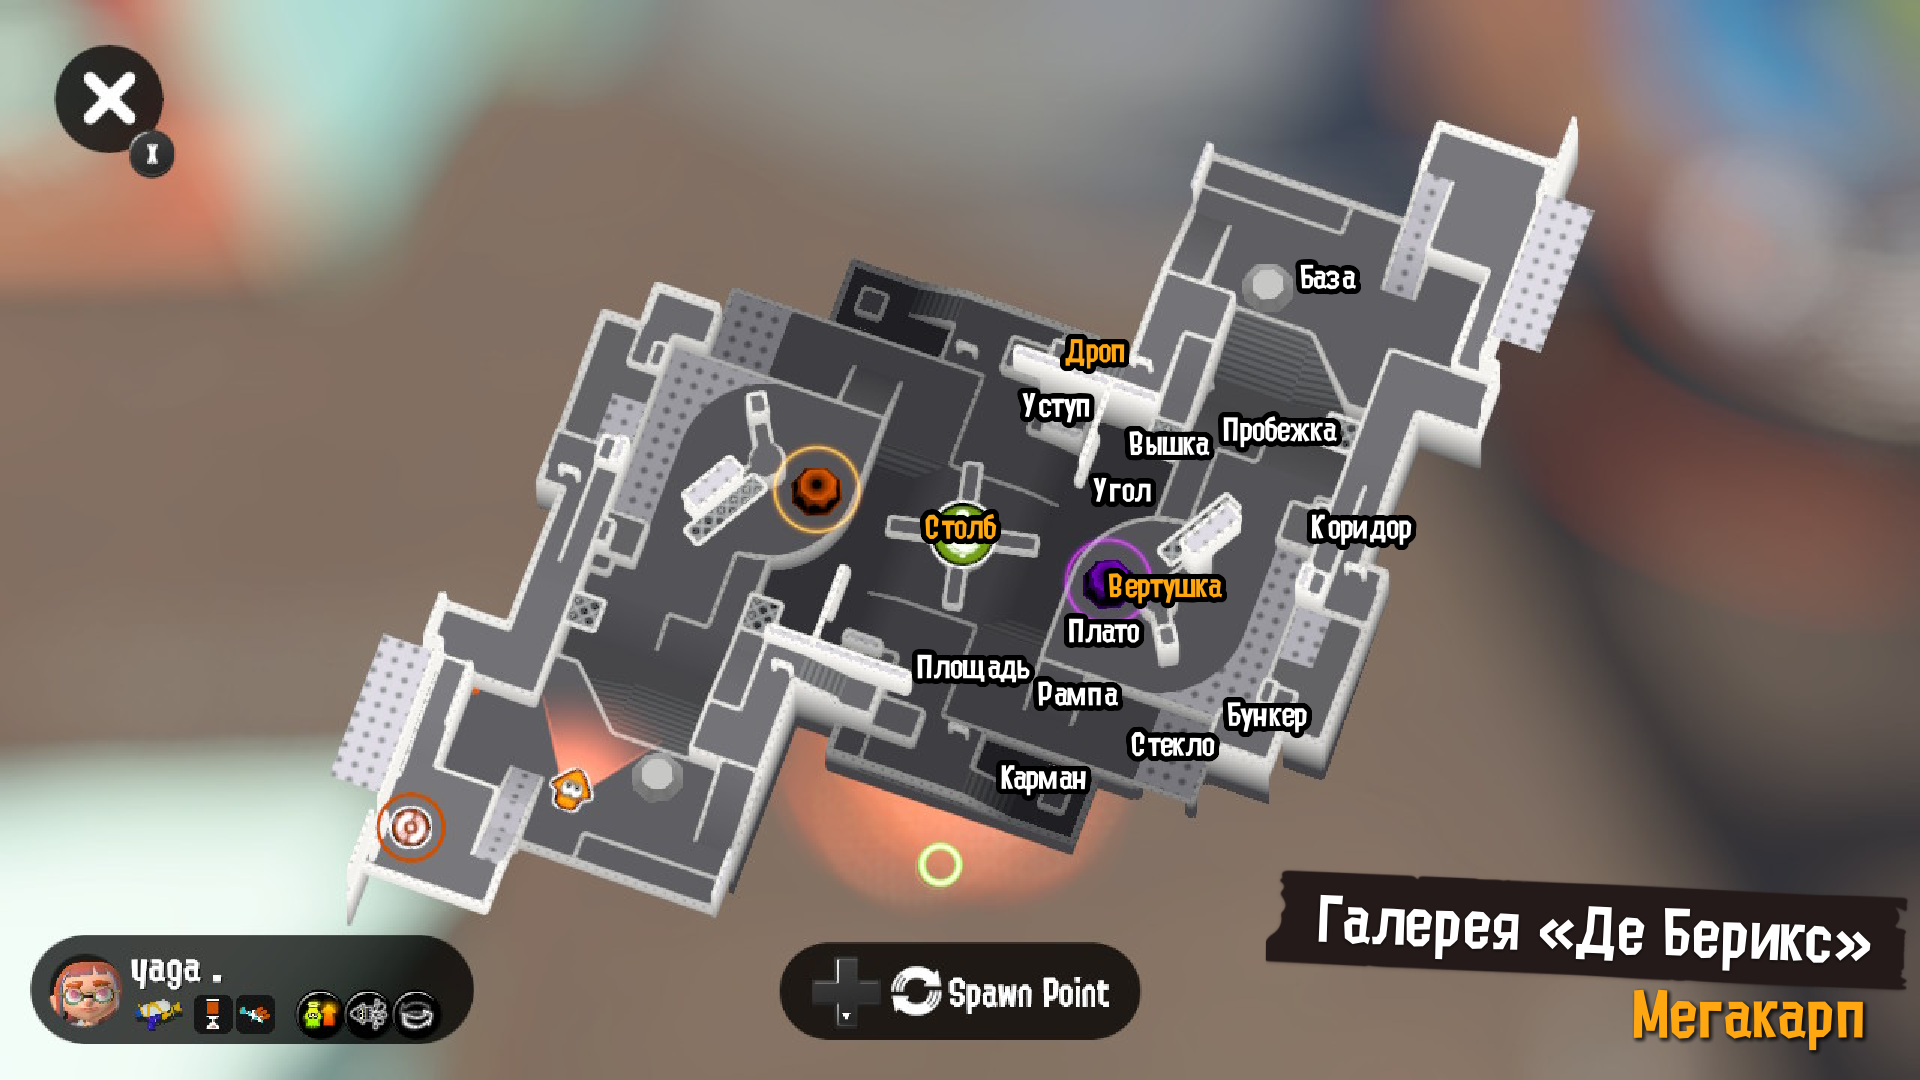 База
Дроп
Уступ
Вышка
Пробежка
Угол
Столб
Коридор
Вертушка
Плато
Площадь
Рампа
Бункер
Стекло
Карман
Галерея «Де Берикс»
Мегакарп
yaga .
Spawn Point